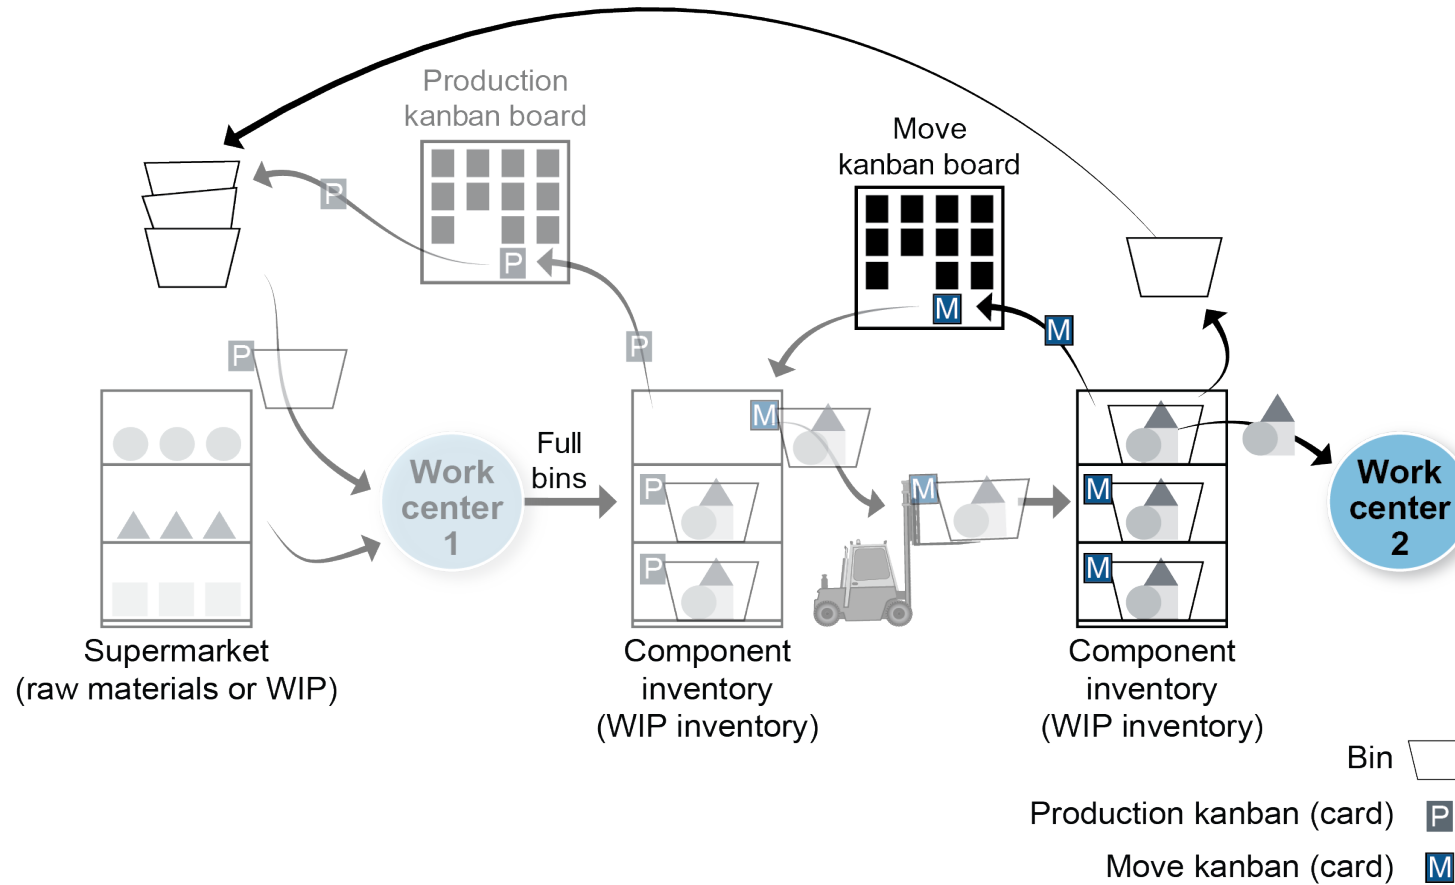 Production
kanban board
Move
kanban board
P
P
M
M
P
P
M
Full
bins
Work
center
1
P
M
M
P
M
Work
center
2
Supermarket
(raw materials or WIP)
Component
inventory
(WIP inventory)
Component
inventory
(WIP inventory)
Bin
Production kanban (card) P
Move kanban (card) M